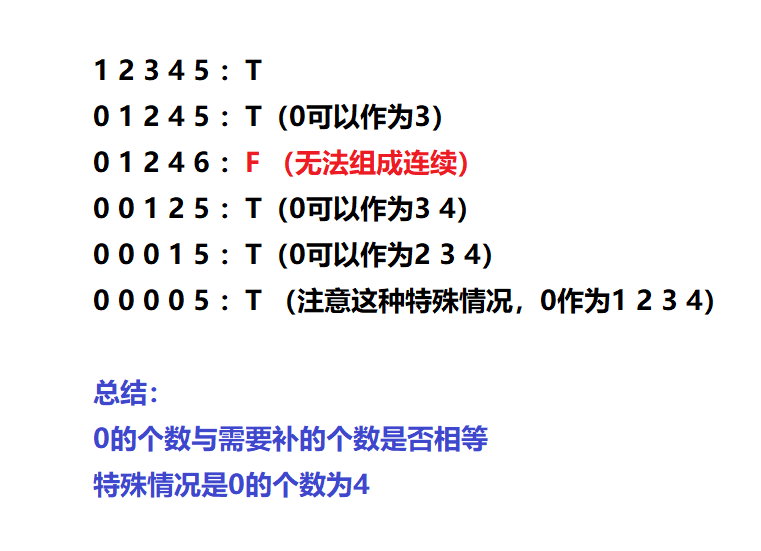 1 2 3 4 5：T
0 1 2 4 5：T（0可以作为3）
0 1 2 4 6：F （无法组成连续）
0 0 1 2 5：T（0可以作为3 4）
0 0 0 1 5：T（0可以作为2 3 4）
0 0 0 0 5：T （注意这种特殊情况，0作为1 2 3 4）
总结：
0的个数与需要补的个数是否相等
特殊情况是0的个数为4